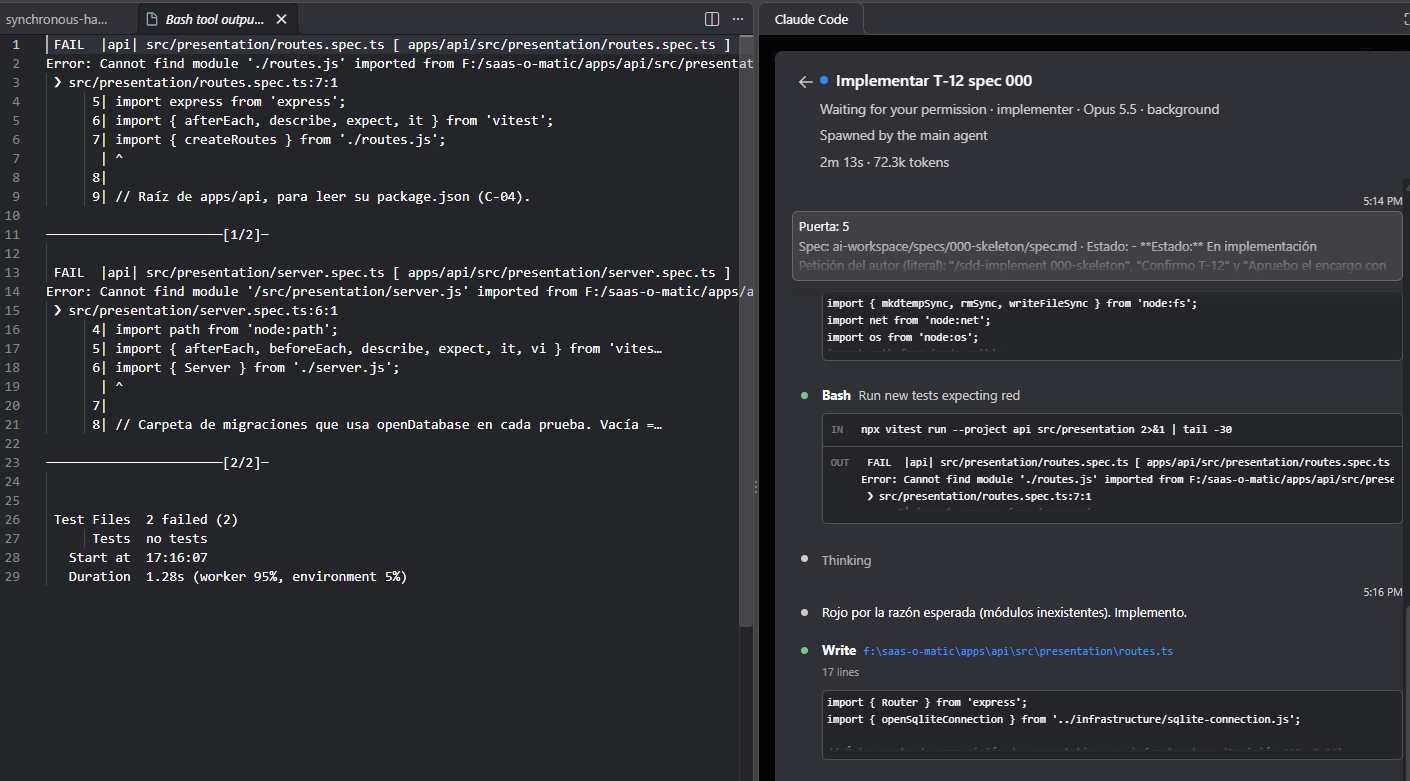 synchronous-ha...
Bash tool outpu...
1 FAIL |api| src/presentation/routes.spec.ts [ apps/api/src/presentation/routes.spec.ts ]
2 Error: Cannot find module './routes.js' imported from F:/saas-o-matic/apps/api/src/presentat
3 ❯ src/presentation/routes.spec.ts:7:1
4 5| import express from 'express';
5 6| import { afterEach, describe, expect, it } from 'vitest';
6 7| import { createRoutes } from './routes.js';
7 | ^
8 8|
9 9| // Raíz de apps/api, para leer su package.json (C-04).
10
11 ───────────────────────[1/2]─
12
13 FAIL |api| src/presentation/server.spec.ts [ apps/api/src/presentation/server.spec.ts ]
14 Error: Cannot find module '/src/presentation/server.js' imported from F:/saas-o-matic/apps/a
15 ❯ src/presentation/server.spec.ts:6:1
16 4| import path from 'node:path';
17 5| import { afterEach, beforeEach, describe, expect, it, vi } from 'vites…
18 6| import { Server } from './server.js';
19 | ^
20 7|
21 8| // Carpeta de migraciones que usa openDatabase en cada prueba. Vacía =…
22
23 ───────────────────────[2/2]─
24
25
26 Test Files 2 failed (2)
27 Tests no tests
28 Start at 17:16:07
29 Duration 1.28s (worker 95%, environment 5%)
Claude Code
Implementar T-12 spec 000
Waiting for your permission · implementer · Opus 5.5 · background
Spawned by the main agent
2m 13s · 72.3k tokens
5:14 PM
Puerta: 5
Spec: ai-workspace/specs/000-skeleton/spec.md · Estado: - **Estado:** En implementación
Petición del autor (literal): "/sdd-implement 000-skeleton", "Confirmo T-12" y "Apruebo el encargo con
import { mkdtempSync, rmSync, writeFileSync } from 'node:fs';
import net from 'node:net';
import os from 'node:os';
Bash Run new tests expecting red
IN npx vitest run --project api src/presentation 2>&1 | tail -30
OUT FAIL |api| src/presentation/routes.spec.ts [ apps/api/src/presentation/routes.spec.ts
Error: Cannot find module './routes.js' imported from F:/saas-o-matic/apps/api/src/prese
❯ src/presentation/routes.spec.ts:7:1
Thinking
5:16 PM
Rojo por la razón esperada (módulos inexistentes). Implemento.
Write f:\saas-o-matic\apps\api\src\presentation\routes.ts
17 lines
import { Router } from 'express';
import { openSqliteConnection } from '../infrastructure/sqlite-connection.js';